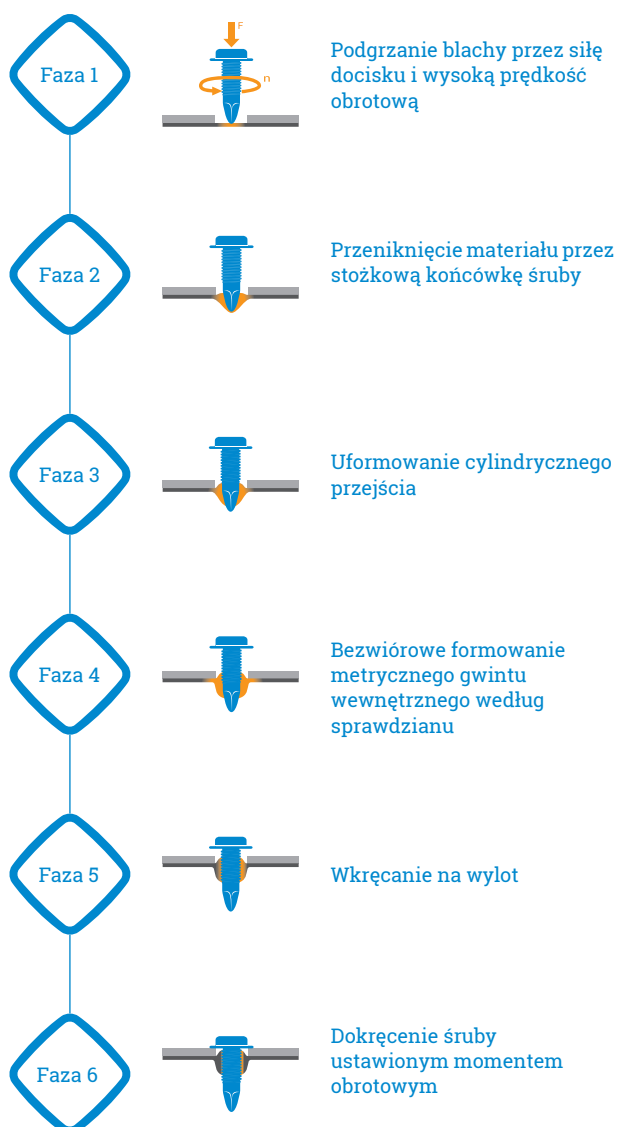 Faza 1
F
n
Podgrzanie blachy przez siłę
docisku i wysoką prędkość
obrotową
Faza 2
Przeniknięcie materiału przez
stożkową końcówkę śruby
Faza 3
Uformowanie cylindrycznego
przejścia
Faza 4
Bezwiórowe formowanie
metrycznego gwintu
wewnętrznego według
sprawdzianu
Faza 5
Wkręcanie na wylot
Faza 6
Dokręcenie śruby
ustawionym momentem
obrotowym